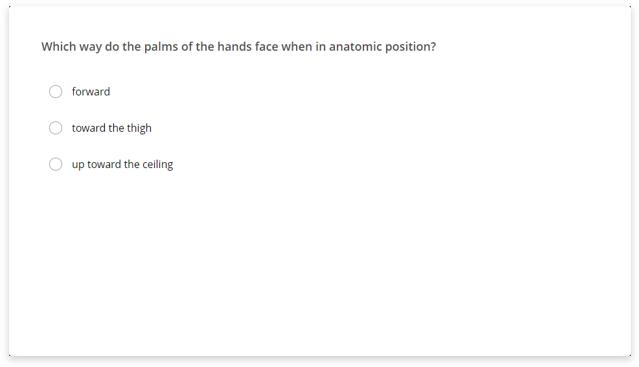 Which way do the palms of the hands face when in anatomic position?
forward
toward the thigh
up toward the ceiling